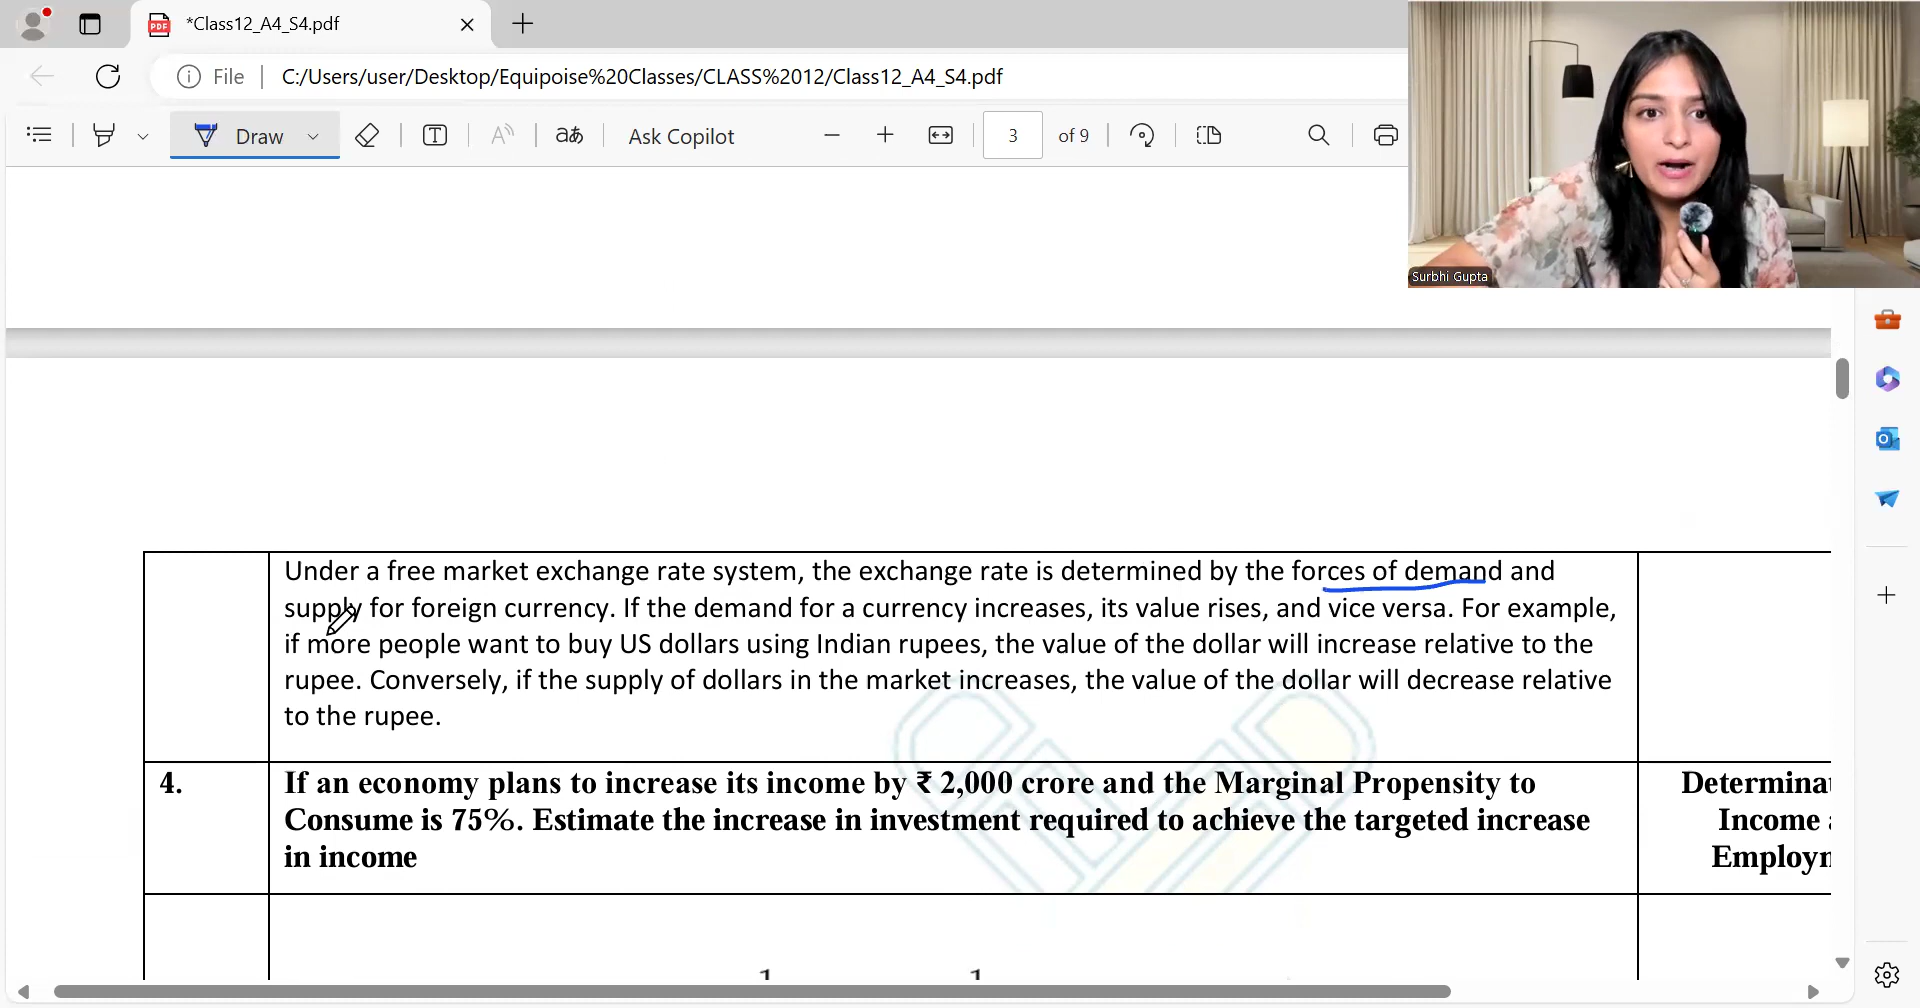 *Class12_A4_S4.pdf
File
C:/Users/user/Desktop/Equipoise%20Classes/CLASS%2012/Class12_A4_S4.pdf
Draw
Ask Copilot
3 of 9
Surbhi Gupta
Under a free market exchange rate system, the exchange rate is determined by the forces of demand and
supply for foreign currency. If the demand for a currency increases, its value rises, and vice versa. For example,
if more people want to buy US dollars using Indian rupees, the value of the dollar will increase relative to the
rupee. Conversely, if the supply of dollars in the market increases, the value of the dollar will decrease relative
to the rupee.
4. If an economy plans to increase its income by ₹ 2,000 crore and the Marginal Propensity to
Consume is 75%. Estimate the increase in investment required to achieve the targeted increase
in income
Determina
Income
Employ
1 1